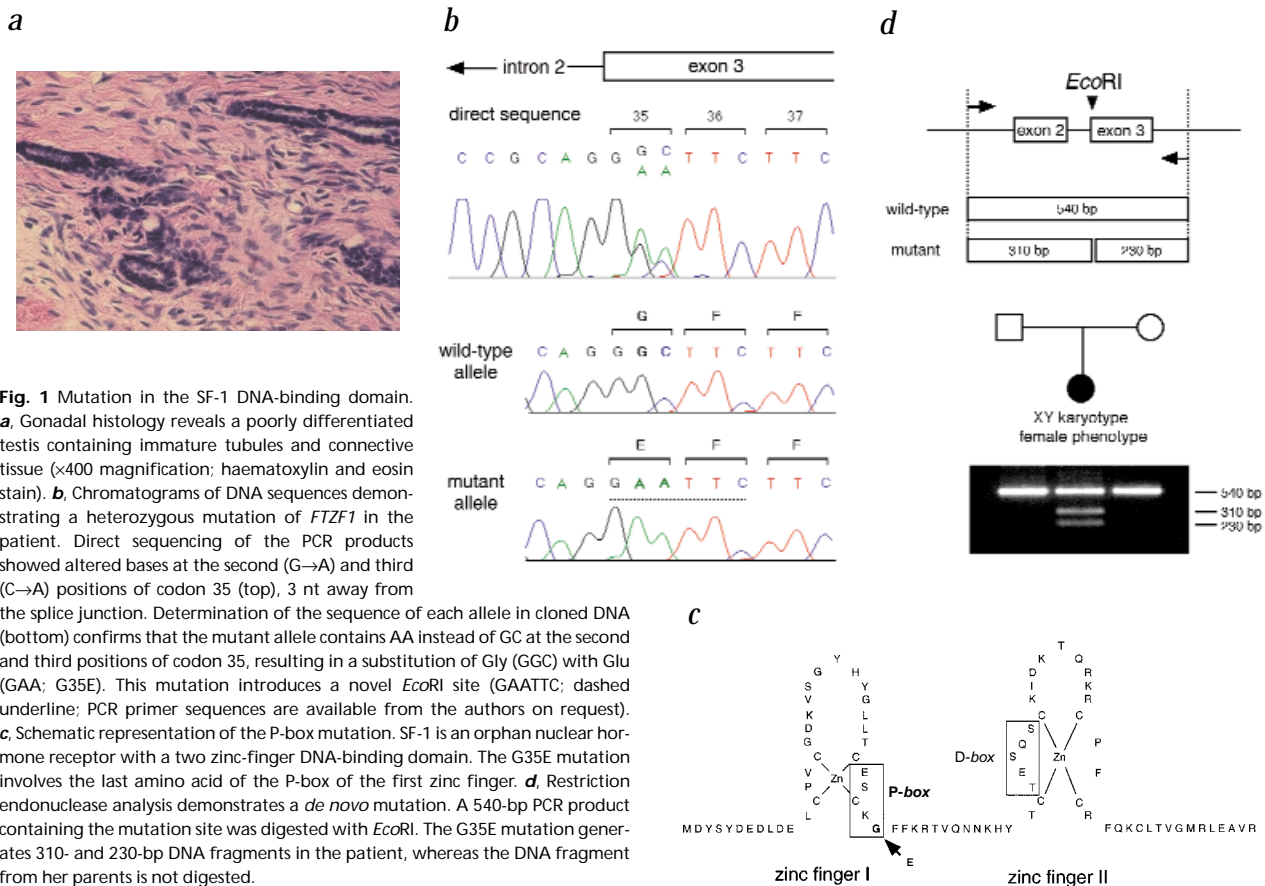 a
b
d
intron 2
exon 3
direct sequence
35 36 37
C C G C A G G G C T T C T T C
A A
G F F
wild-type
allele
C A G G G C T T C T T C
E F F
mutant
allele
C A G G A A T T C T T C
EcoRI
exon 2
exon 3
wild-type
540 bp
mutant
310 bp
230 bp
XY karyotype
female phenotype
540 bp
310 bp
230 bp
Fig. 1 Mutation in the SF-1 DNA-binding domain.
a, Gonadal histology reveals a poorly differentiated
testis containing immature tubules and connective
tissue (×400 magnification; haematoxylin and eosin
stain). b, Chromatograms of DNA sequences demon-
strating a heterozygous mutation of FTZF1 in the
patient. Direct sequencing of the PCR products
showed altered bases at the second (G→A) and third
(C→A) positions of codon 35 (top), 3 nt away from
the splice junction. Determination of the sequence of each allele in cloned DNA
(bottom) confirms that the mutant allele contains AA instead of GC at the second
and third positions of codon 35, resulting in a substitution of Gly (GGC) with Glu
(GAA; G35E). This mutation introduces a novel EcoRI site (GAATTC; dashed
underline; PCR primer sequences are available from the authors on request).
c, Schematic representation of the P-box mutation. SF-1 is an orphan nuclear hor-
mone receptor with a two zinc-finger DNA-binding domain. The G35E mutation
involves the last amino acid of the P-box of the first zinc finger. d, Restriction
endonuclease analysis demonstrates a de novo mutation. A 540-bp PCR product
containing the mutation site was digested with EcoRI. The G35E mutation gener-
ates 310- and 230-bp DNA fragments in the patient, whereas the DNA fragment
from her parents is not digested.
c
MDYSYDEDLDE
L
C
P
V
C
G
D
K
V
S
G
Y
H
Y
G
L
L
T
C
E
S
C
K
G
Zn
P-box
E
FFKRTVQNNKHY
T
C
T
E
S
Q
S
C
K
I
D
K
T
Q
R
K
R
C
P
F
C
R
Zn
D-box
FQKCLTVGMRLEAVR
zinc finger I
zinc finger II